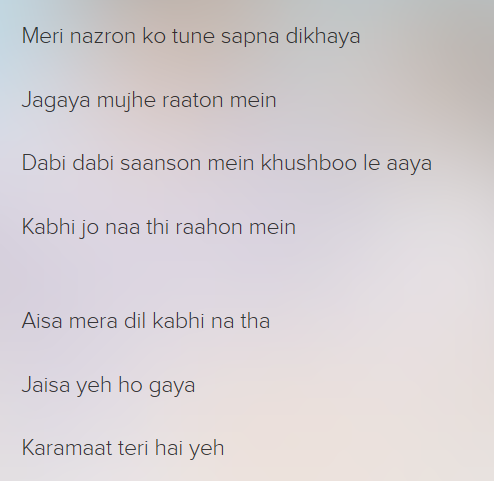 Meri nazron ko tune sapna dikhaya
Jagaya mujhe raaton mein
Dabi dabi saanson mein khushboo le aaya
Kabhi jo naa thi raahon mein
Aisa mera dil kabhi na tha
Jaisa yeh ho gaya
Karamaat teri hai yeh